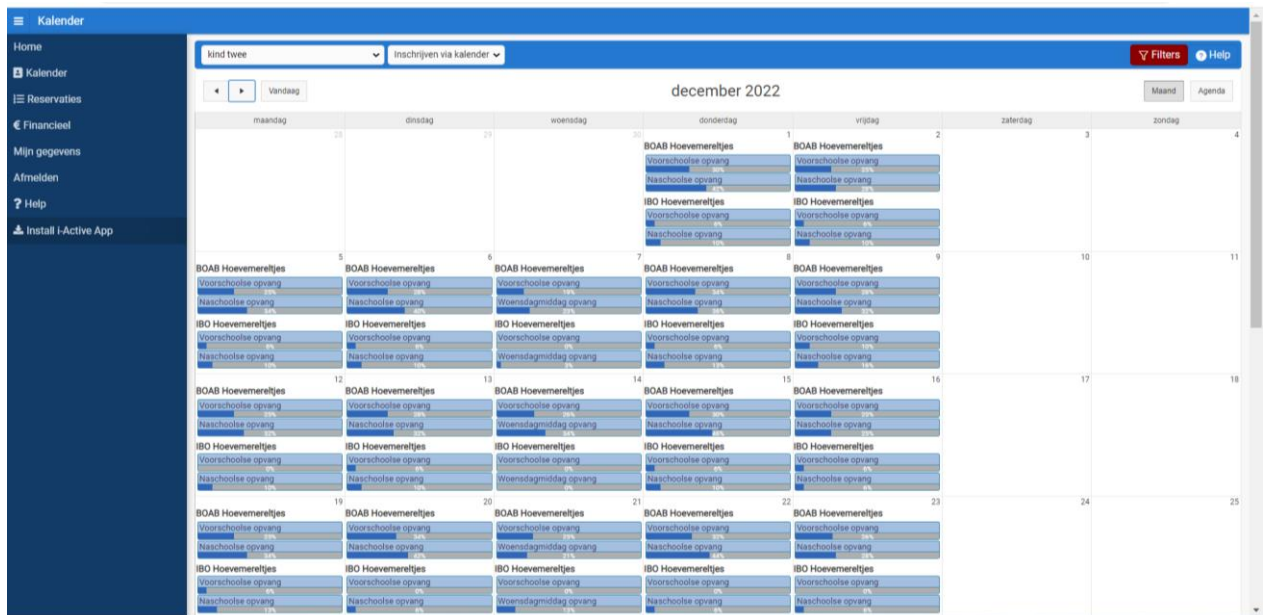 Kalender
Home
Kalender
Reservaties
Financieel
Mijn gegevens
Afmelden
Help
Install i-Active App
kind twee
Inschrijven via kalender
Filters
Help
Vandaag
december 2022
Maand
Agenda
maandag dinsdag woensdag donderdag vrijdag zaterdag zondag
28 29 30 1 2 3 4
BOAB Hoevemereltjes BOAB Hoevemereltjes
Voorschoolse opvang Voorschoolse opvang
Naschoolse opvang Naschoolse opvang
IBO Hoevemereltjes IBO Hoevemereltjes
Voorschoolse opvang Voorschoolse opvang
Naschoolse opvang Naschoolse opvang
5 6 7 8 9 10 11
BOAB Hoevemereltjes BOAB Hoevemereltjes BOAB Hoevemereltjes BOAB Hoevemereltjes BOAB Hoevemereltjes
Voorschoolse opvang Voorschoolse opvang Voorschoolse opvang Voorschoolse opvang Voorschoolse opvang
Naschoolse opvang Naschoolse opvang Woensdagmiddag opvang Naschoolse opvang Naschoolse opvang
IBO Hoevemereltjes IBO Hoevemereltjes IBO Hoevemereltjes IBO Hoevemereltjes IBO Hoevemereltjes
Voorschoolse opvang Voorschoolse opvang Voorschoolse opvang Voorschoolse opvang Voorschoolse opvang
Naschoolse opvang Naschoolse opvang Woensdagmiddag opvang Naschoolse opvang Naschoolse opvang
12 13 14 15 16 17 18
BOAB Hoevemereltjes BOAB Hoevemereltjes BOAB Hoevemereltjes BOAB Hoevemereltjes BOAB Hoevemereltjes
Voorschoolse opvang Voorschoolse opvang Voorschoolse opvang Voorschoolse opvang Voorschoolse opvang
Naschoolse opvang Naschoolse opvang Woensdagmiddag opvang Naschoolse opvang Naschoolse opvang
IBO Hoevemereltjes IBO Hoevemereltjes IBO Hoevemereltjes IBO Hoevemereltjes IBO Hoevemereltjes
Voorschoolse opvang Voorschoolse opvang Voorschoolse opvang Voorschoolse opvang Voorschoolse opvang
Naschoolse opvang Naschoolse opvang Woensdagmiddag opvang Naschoolse opvang Naschoolse opvang
19 20 21 22 23 24 25
BOAB Hoevemereltjes BOAB Hoevemereltjes BOAB Hoevemereltjes BOAB Hoevemereltjes BOAB Hoevemereltjes
Voorschoolse opvang Voorschoolse opvang Voorschoolse opvang Voorschoolse opvang Voorschoolse opvang
Naschoolse opvang Naschoolse opvang Woensdagmiddag opvang Naschoolse opvang Naschoolse opvang
IBO Hoevemereltjes IBO Hoevemereltjes IBO Hoevemereltjes IBO Hoevemereltjes IBO Hoevemereltjes
Voorschoolse opvang Voorschoolse opvang Voorschoolse opvang Voorschoolse opvang Voorschoolse opvang
Naschoolse opvang Naschoolse opvang Woensdagmiddag opvang Naschoolse opvang Naschoolse opvang